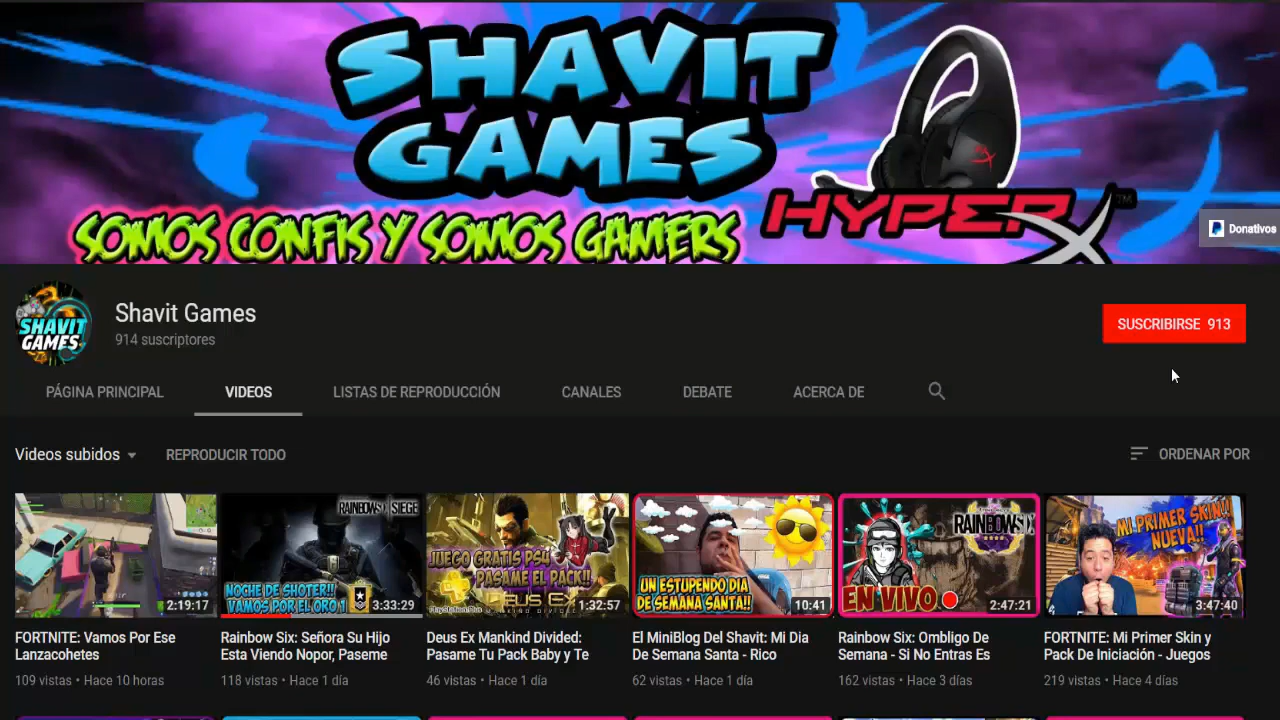 SHAVIT
GAMES
SOMOS CONFIS Y SOMOS GAMERS
HYPERX
TM
Donativos
SHAVIT
GAMES
Shavit Games
914 suscriptores
SUSCRIBIRSE 913
PÁGINA PRINCIPAL VIDEOS LISTAS DE REPRODUCCIÓN CANALES DEBATE ACERCA DE
Videos subidos REPRODUCIR TODO ORDENAR POR
2:19:17
FORTNITE: Vamos Por Ese
Lanzacohetes
109 vistas • Hace 10 horas
RAINBOW SIX SIEGE
NOCHE DE SHOTER!!
VAMOS POR EL ORO 1
3:33:29
Rainbow Six: Señora Su Hijo
Esta Viendo Nopor, Paseme
118 vistas • Hace 1 día
JUEGO GRATIS PS4
PASAME EL PACK!!
DEUS EX
1:32:57
Deus Ex Mankind Divided:
Pasame Tu Pack Baby y Te
46 vistas • Hace 1 día
UN ESTUPENDO DIA
DE SEMANA SANTA!!
10:41
El MiniBlog Del Shavit: Mi Dia
De Semana Santa - Rico
62 vistas • Hace 1 día
RAINBOW SIX
EN VIVO
2:47:21
Rainbow Six: Ombligo De
Semana - Si No Entras Es
162 vistas • Hace 3 días
MI PRIMER SKIN!!
NUEVA!!
3:47:40
FORTNITE: Mi Primer Skin y
Pack De Iniciación - Juegos
219 vistas • Hace 4 días